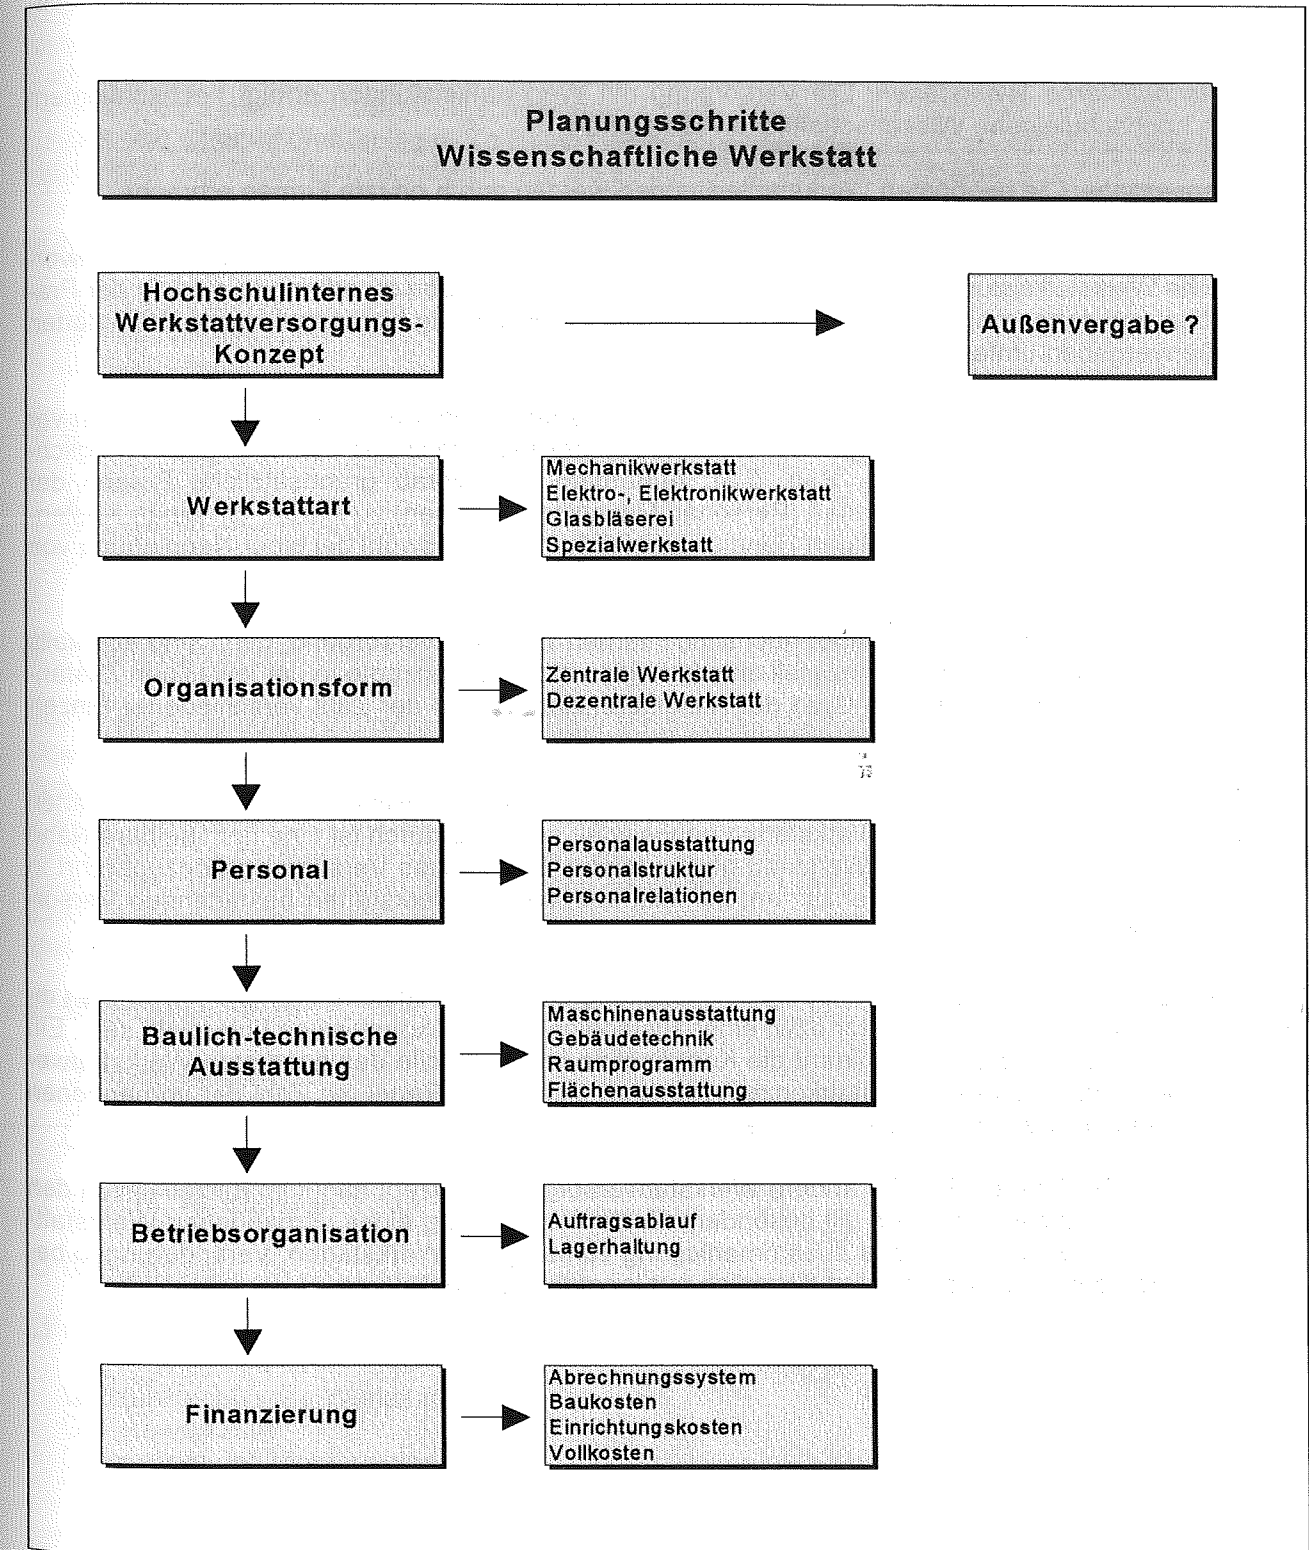 Planungsschritte
Wissenschaftliche Werkstatt
Hochschulinternes
Werkstattversorgungs-
Konzept
Außenvergabe ?
Werkstattart
Mechanikwerkstatt
Elektro-, Elektronikwerkstatt
Glasbläserei
Spezialwerkstatt
Organisationsform
Zentrale Werkstatt
Dezentrale Werkstatt
Personal
Personalausstattung
Personalstruktur
Personalrelationen
Baulich-technische
Ausstattung
Maschinenausstattung
Gebäudetechnik
Raumprogramm
Flächenausstattung
Betriebsorganisation
Auftragsablauf
Lagerhaltung
Finanzierung
Abrechnungssystem
Baukosten
Einrichtungskosten
Vollkosten